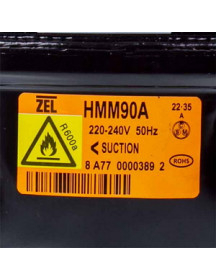 ZEL HMM90A 22·35
A
R600a
220-240V 50Hz
< SUCTION
8 A77 0000389 2
ROHS